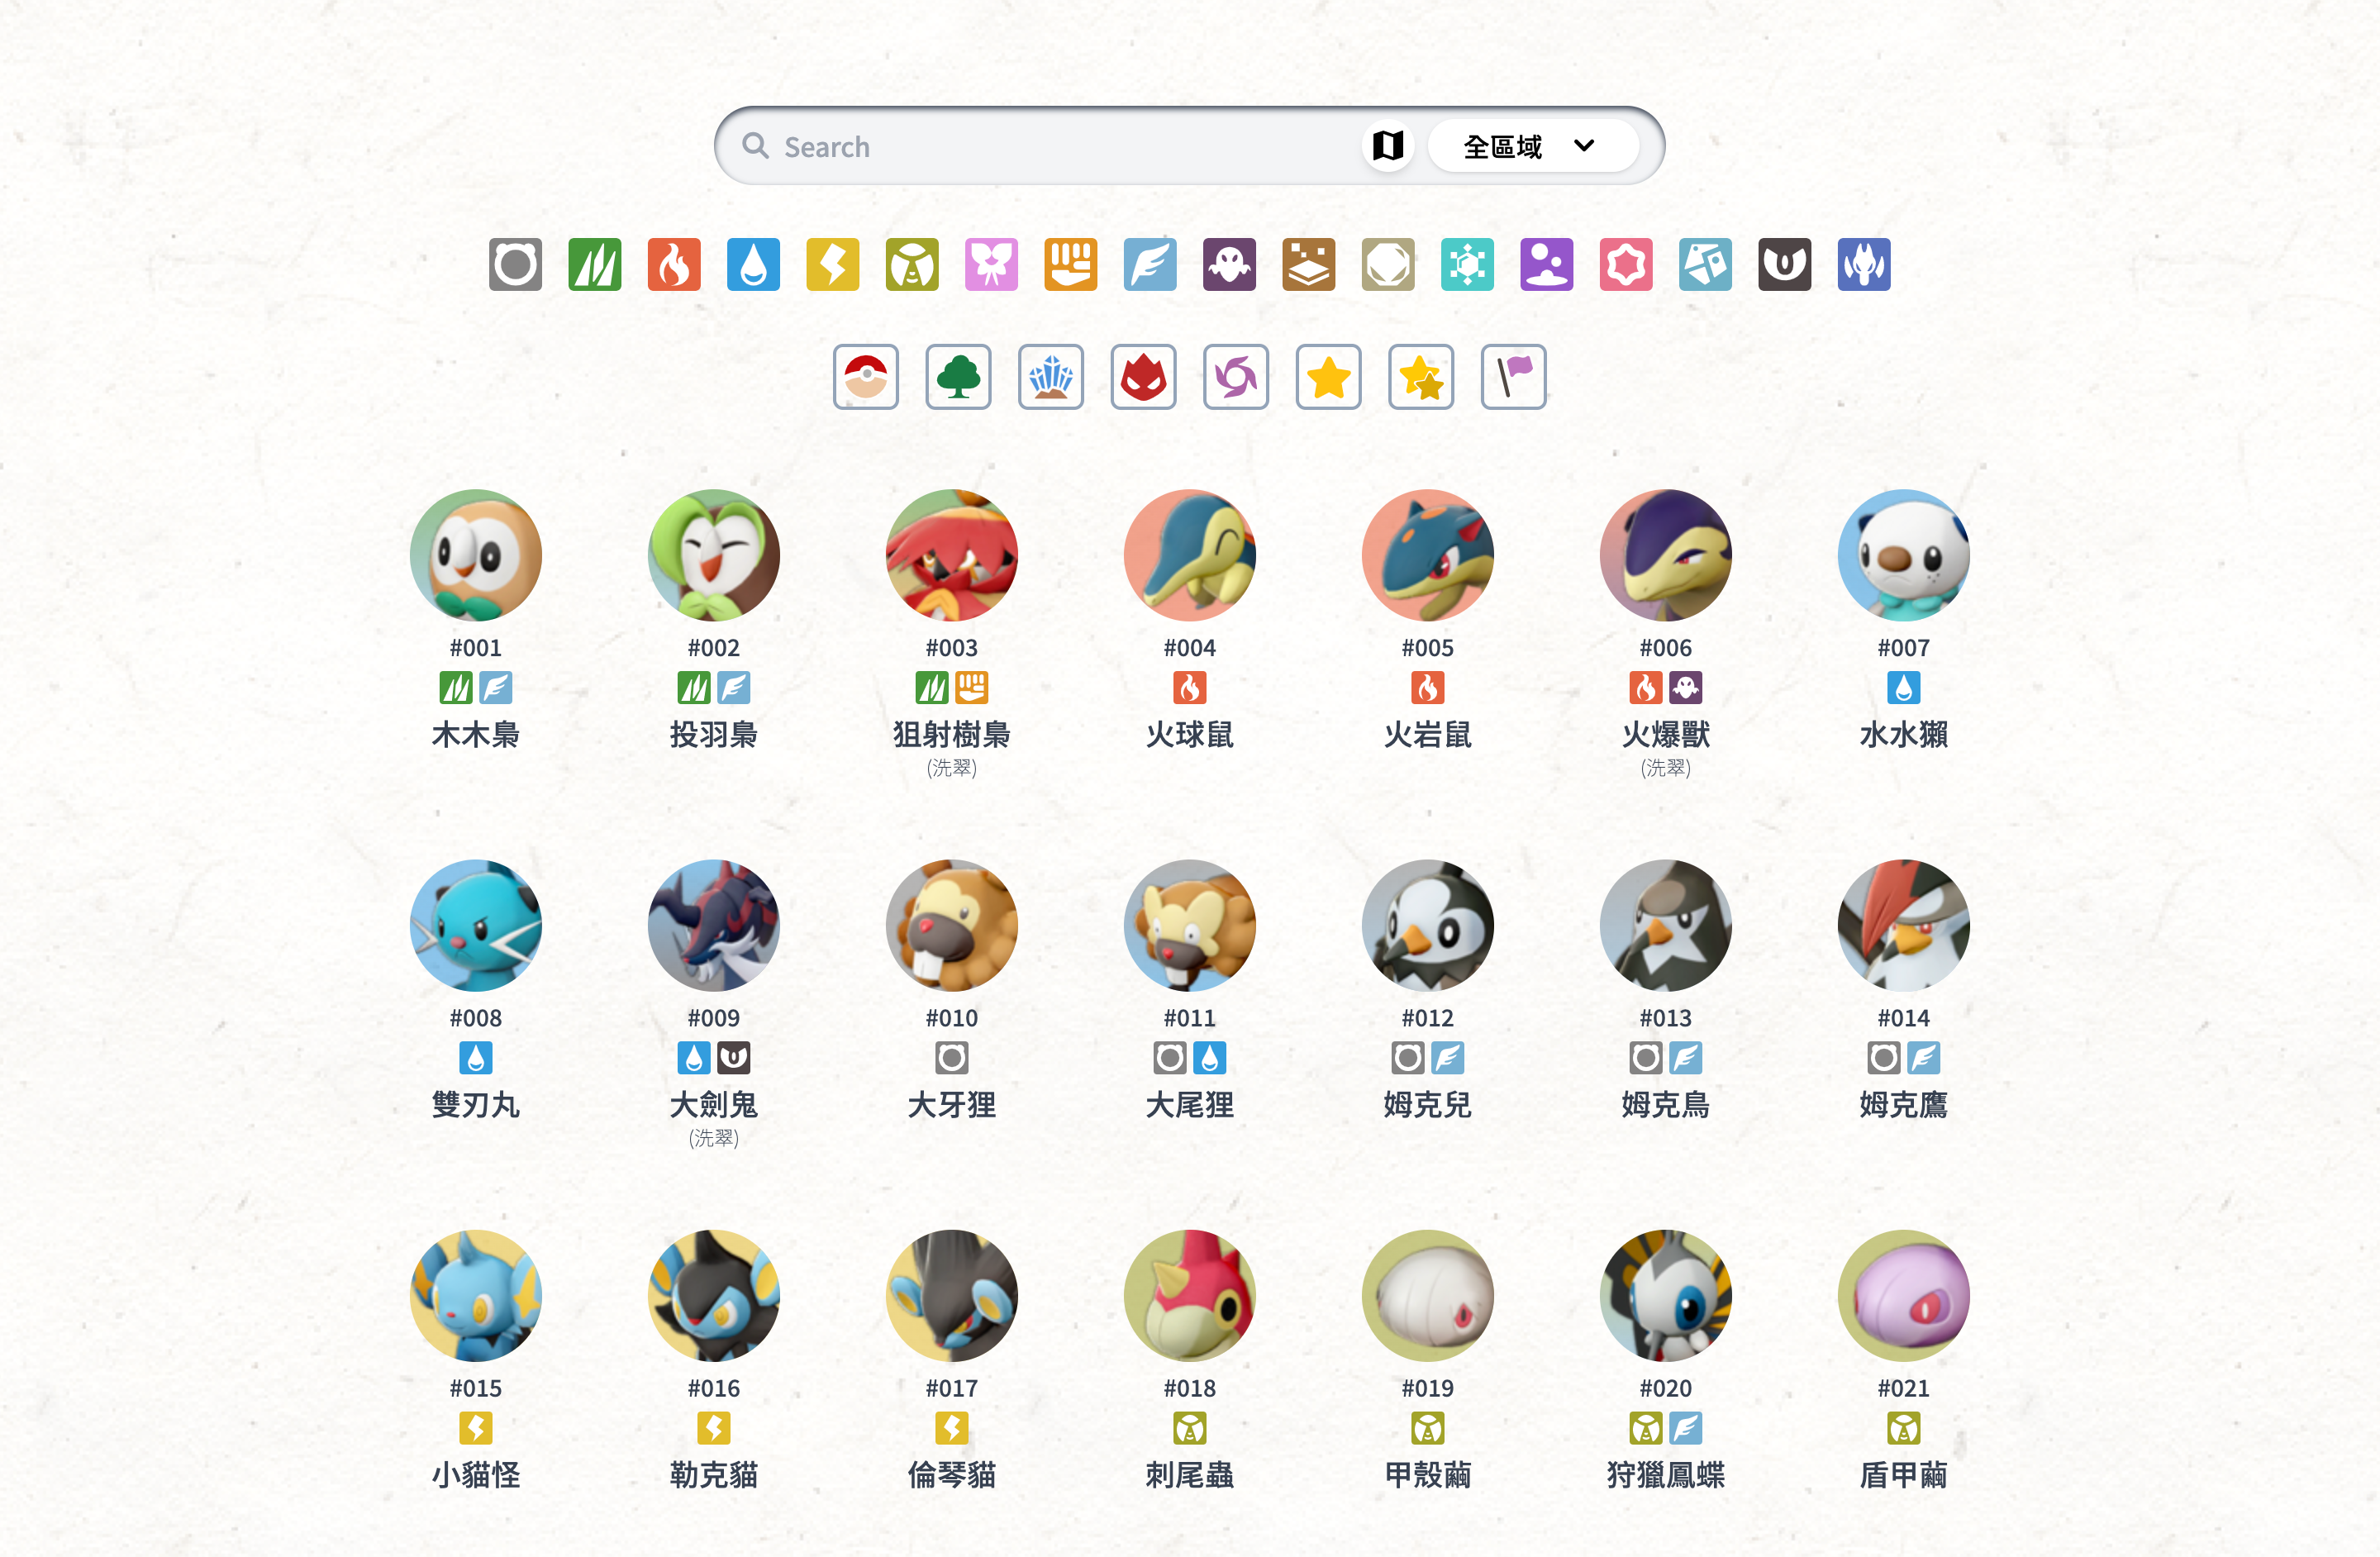 Search
全區域
#001
#002
#003
#004
#005
#006
#007
木木梟
投羽梟
狙射樹梟
火球鼠
火岩鼠
火爆獸
水水獺
(洗翠)
(洗翠)
#008
#009
#010
#011
#012
#013
#014
雙刃丸
大劍鬼
大牙狸
大尾狸
姆克兒
姆克鳥
姆克鷹
(洗翠)
#015
#016
#017
#018
#019
#020
#021
小貓怪
勒克貓
倫琴貓
刺尾蟲
甲殼繭
狩獵鳳蝶
盾甲繭